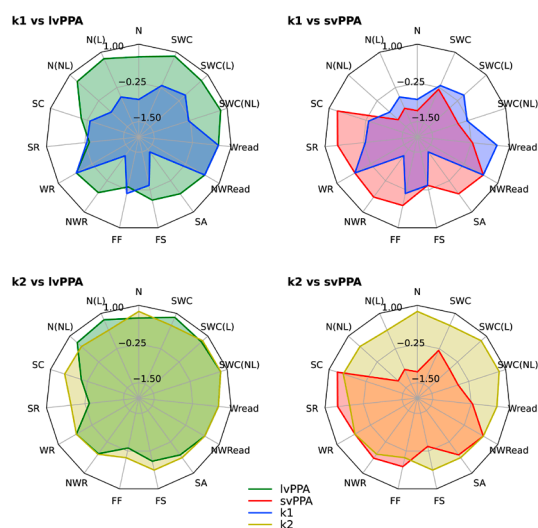 k1 vs lvPPA
N
SWC
SWC(L)
SWC(NL)
Wread
NWRead
SA
FS
FF
NWR
WR
SR
SC
N(NL)
N(L)
1.00
−0.25
−1.50
k1 vs svPPA
N
SWC
SWC(L)
SWC(NL)
Wread
NWRead
SA
FS
FF
NWR
WR
SR
SC
N(NL)
N(L)
1.00
−0.25
−1.50
k2 vs lvPPA
N
SWC
SWC(L)
SWC(NL)
Wread
NWRead
SA
FS
FF
NWR
WR
SR
SC
N(NL)
N(L)
1.00
−0.25
−1.50
k2 vs svPPA
N
SWC
SWC(L)
SWC(NL)
Wread
NWRead
SA
FS
FF
NWR
WR
SR
SC
N(NL)
N(L)
1.00
−0.25
−1.50
lvPPA
svPPA
k1
k2